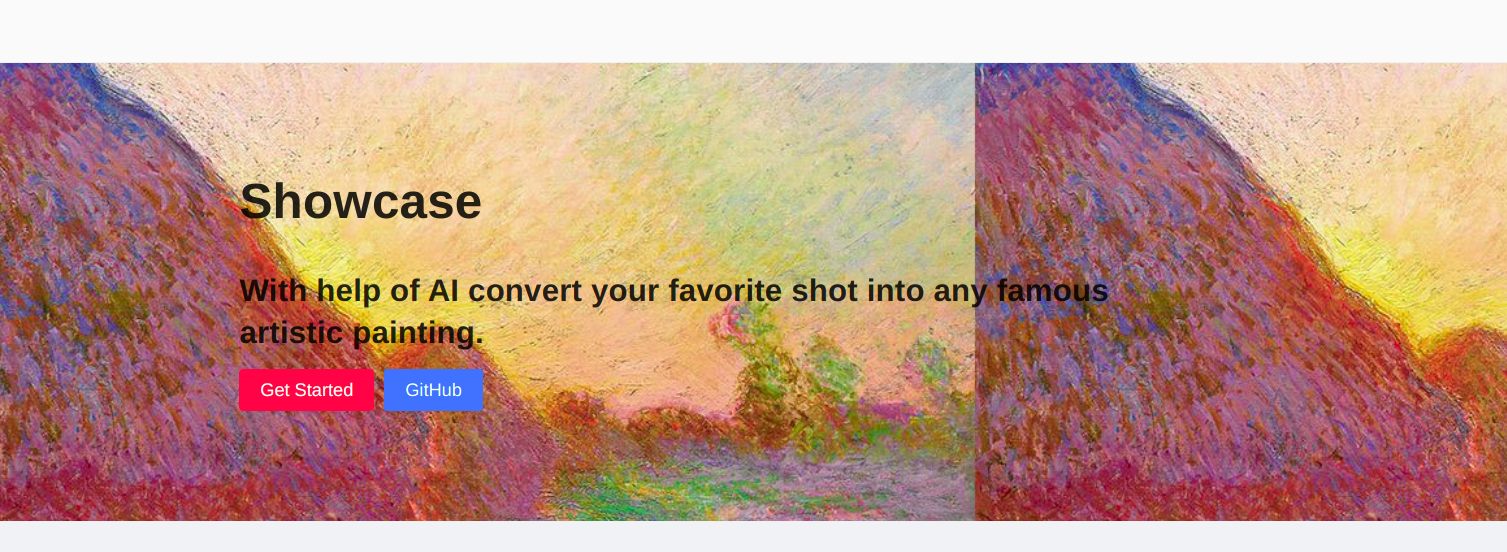 Showcase
With help of AI convert your favorite shot into any famous
artistic painting.
Get Started GitHub